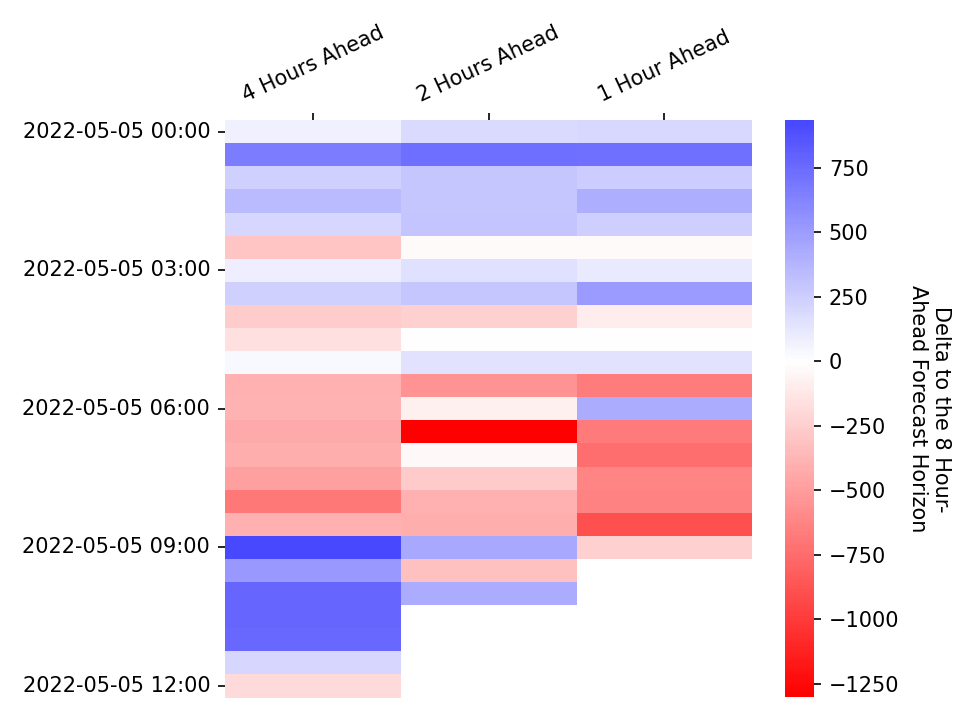 4 Hours Ahead
2 Hours Ahead
1 Hour Ahead
2022-05-05 00:00
2022-05-05 03:00
2022-05-05 06:00
2022-05-05 09:00
2022-05-05 12:00
750
500
250
0
−250
−500
−750
−1000
−1250
Delta to the 8 Hour-
Ahead Forecast Horizon